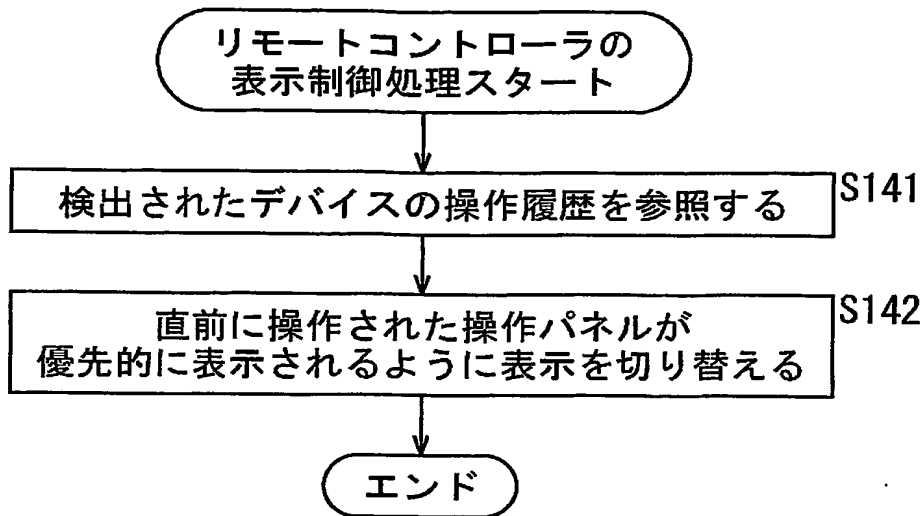 リモートコントローラの
表示制御処理スタート
検出されたデバイスの操作履歴を参照する
S141
直前に操作された操作パネルが
優先的に表示されるように表示を切り替える
S142
エンド